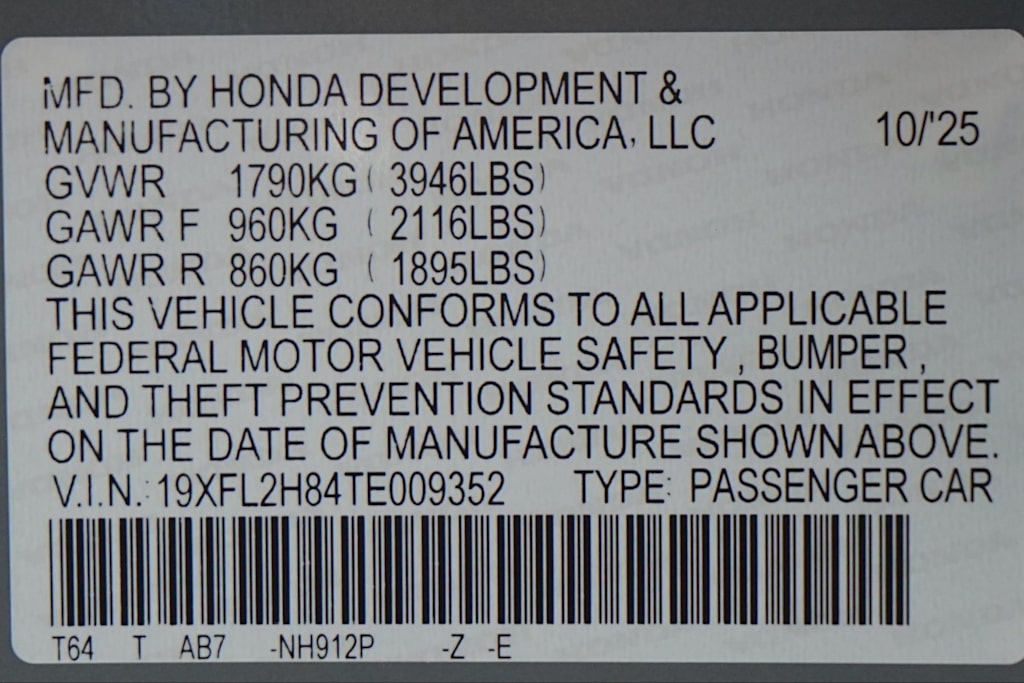 MFD. BY HONDA DEVELOPMENT &
MANUFACTURING OF AMERICA, LLC 10/'25
GVWR 1790KG ( 3946LBS)
GAWR F 960KG ( 2116LBS)
GAWR R 860KG ( 1895LBS)
THIS VEHICLE CONFORMS TO ALL APPLICABLE
FEDERAL MOTOR VEHICLE SAFETY , BUMPER ,
AND THEFT PREVENTION STANDARDS IN EFFECT
ON THE DATE OF MANUFACTURE SHOWN ABOVE.
V.I.N.: 19XFL2H84TE009352 TYPE: PASSENGER CAR
T64 T AB7 -NH912P -Z -E